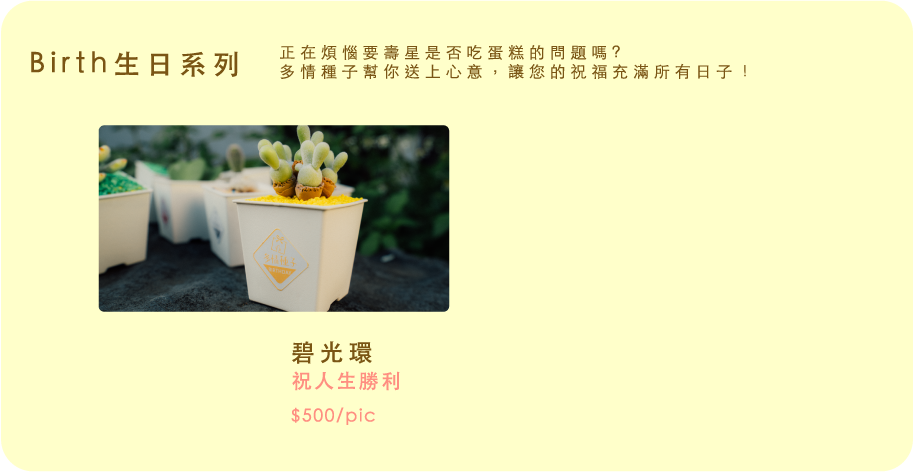 Birth生日系列
正在煩惱要壽星是否吃蛋糕的問題嗎?
多情種子幫你送上心意，讓您的祝福充滿所有日子！
碧光環
祝人生勝利
$500/pic